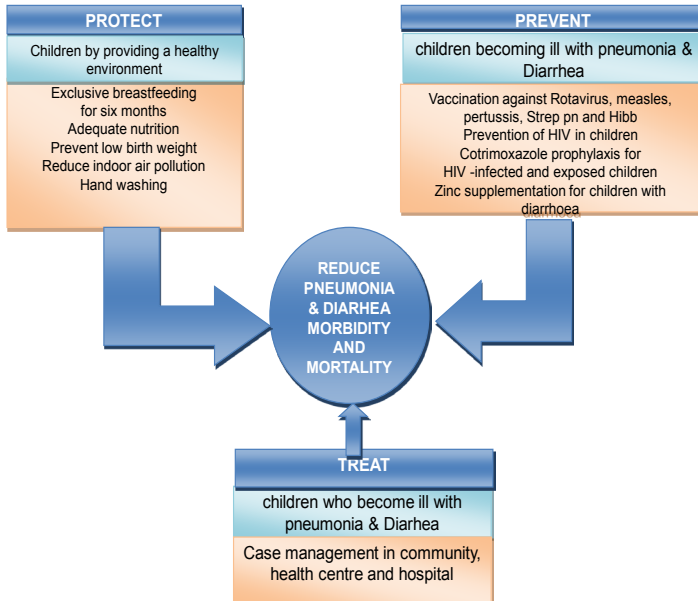 PROTECT
Children by providing a healthy
environment
Exclusive breastfeeding
for six months
Adequate nutrition
Prevent low birth weight
Reduce indoor air pollution
Hand washing
PREVENT
children becoming ill with pneumonia &
Diarrhea
Vaccination against Rotavirus, measles,
pertussis, Strep pn and Hibb
Prevention of HIV in children
Cotrimoxazole prophylaxis for
HIV -infected and exposed children
Zinc supplementation for children with
diarrhoea
REDUCE
PNEUMONIA
& DIARHEA
MORBIDITY
AND
MORTALITY
TREAT
children who become ill with
pneumonia & Diarrhea
Case management in community,
health centre and hospital